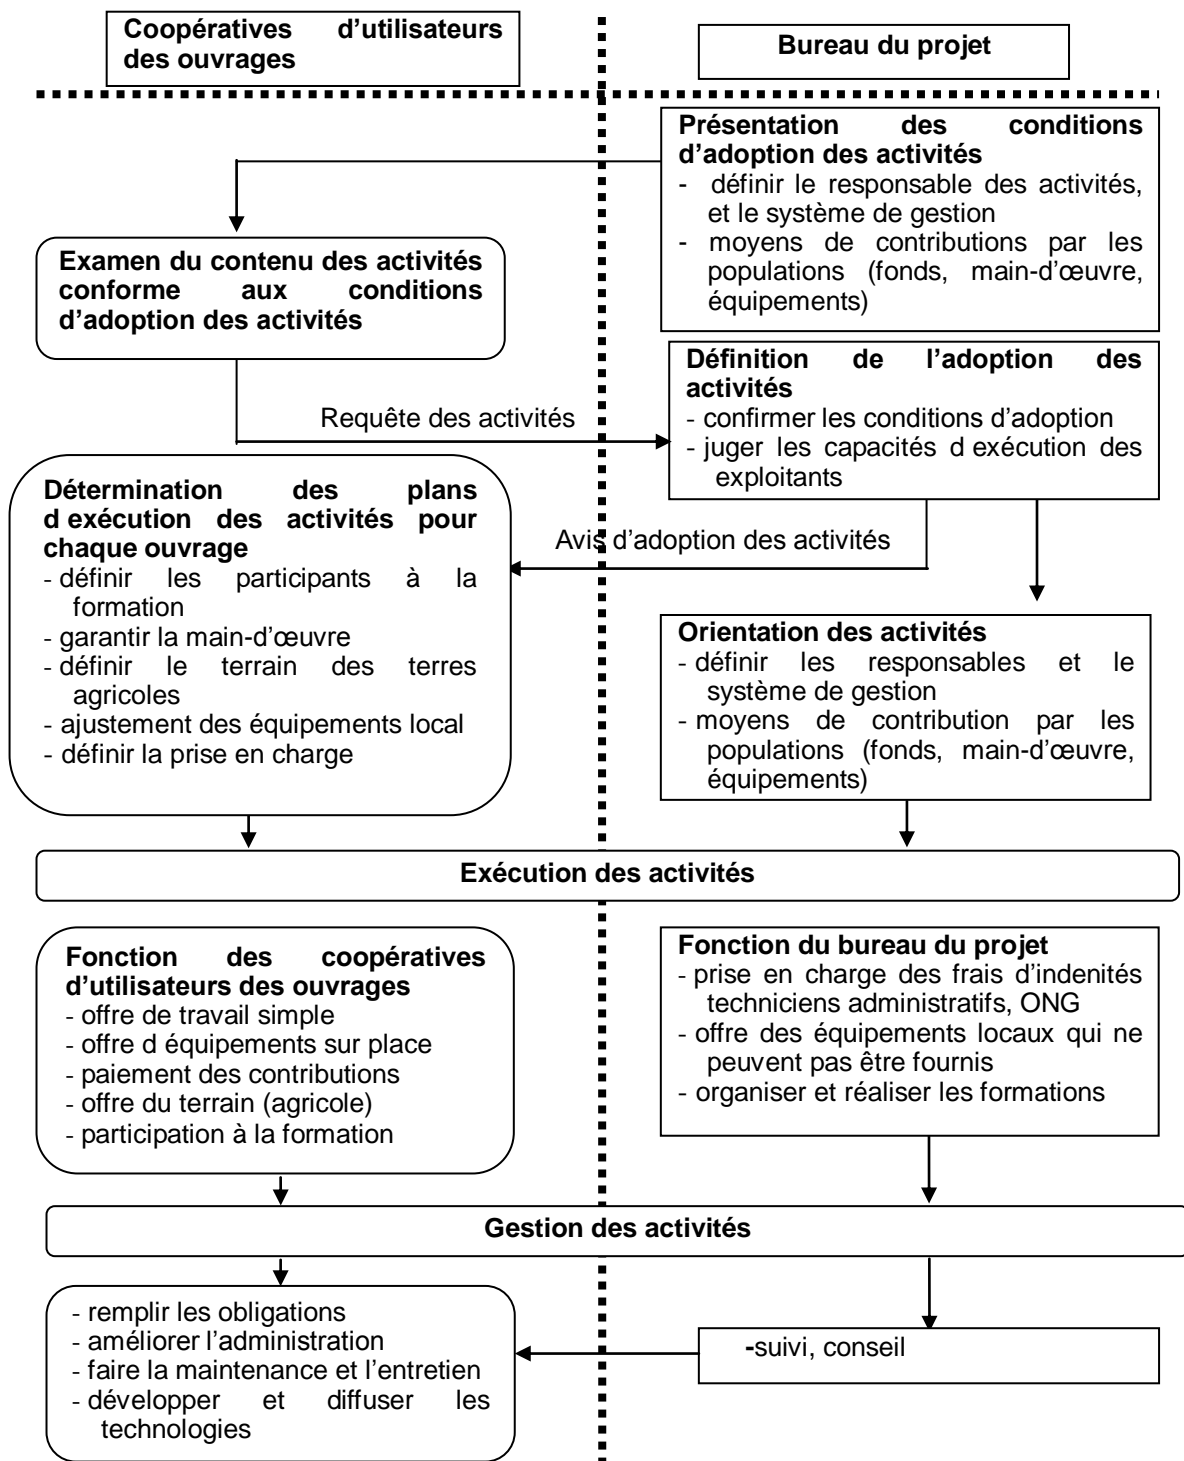 Coopératives d'utilisateurs
des ouvrages
Bureau du projet
Présentation des conditions
d'adoption des activités
- définir le responsable des activités,
et le système de gestion
- moyens de contributions par les
populations (fonds, main-d'œuvre,
équipements)
Examen du contenu des activités
conforme aux conditions
d'adoption des activités
Définition de l'adoption des
activités
- confirmer les conditions d'adoption
- juger les capacités d exécution des
exploitants
Requête des activités
Détermination des plans
d exécution des activités pour
chaque ouvrage
- définir les participants à la
formation
- garantir la main-d'œuvre
- définir le terrain des terres
agricoles
- ajustement des équipements local
- définir la prise en charge
Avis d'adoption des activités
Orientation des activités
- définir les responsables et le
système de gestion
- moyens de contribution par les
populations (fonds, main-d'œuvre,
équipements)
Exécution des activités
Fonction des coopératives
d'utilisateurs des ouvrages
- offre de travail simple
- offre d équipements sur place
- paiement des contributions
- offre du terrain (agricole)
- participation à la formation
Fonction du bureau du projet
- prise en charge des frais d'indenités
techniciens administratifs, ONG
- offre des équipements locaux qui ne
peuvent pas être fournis
- organiser et réaliser les formations
Gestion des activités
- remplir les obligations
- améliorer l'administration
- faire la maintenance et l'entretien
- développer et diffuser les
technologies
-suivi, conseil